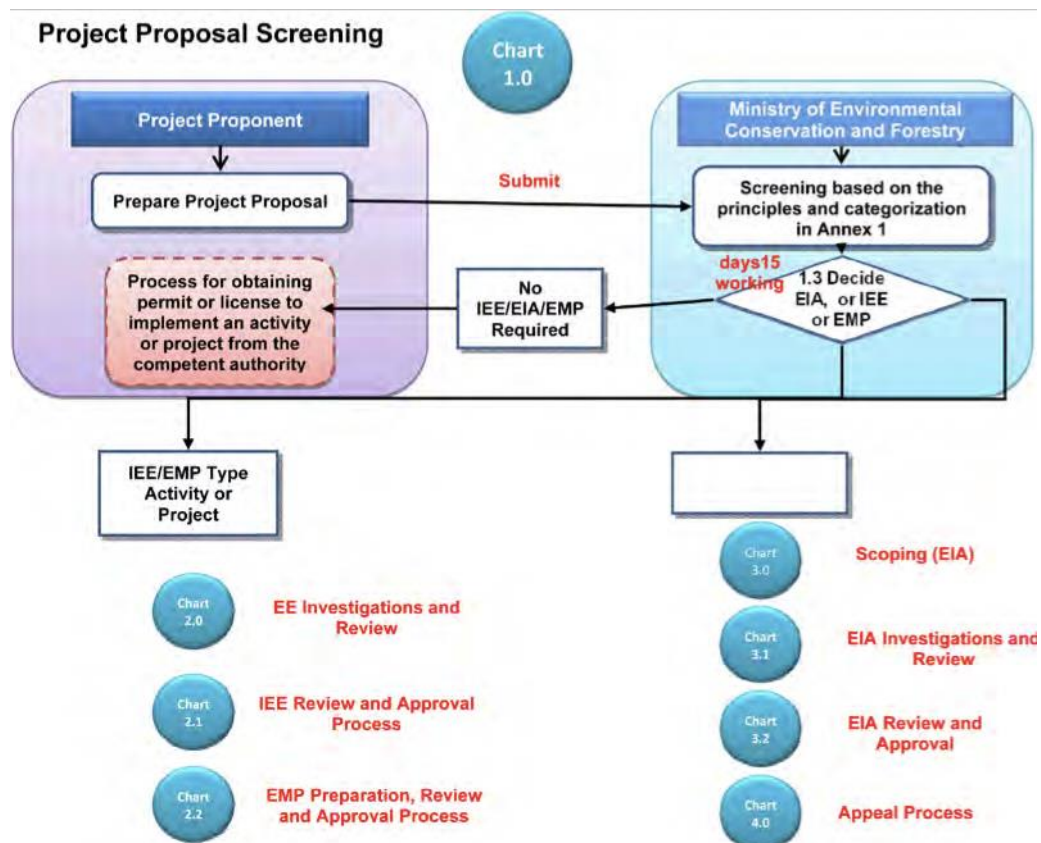 Project Proposal Screening
Chart
1.0
Project Proponent
Ministry of Environmental
Conservation and Forestry
Prepare Project Proposal
Submit
Screening based on the
principles and categorization
in Annex 1
Process for obtaining
permit or license to
implement an activity
or project from the
competent authority
No
IEE/EIA/EMP
Required
days15
working
1.3 Decide
EIA, or IEE
or EMP
IEE/EMP Type
Activity or
Project
Chart
2.0
EE Investigations and
Review
Chart
2.1
IEE Review and Approval
Process
Chart
2.2
EMP Preparation, Review
and Approval Process
Chart
3.0
Scoping (EIA)
Chart
3.1
EIA Investigations and
Review
Chart
3.2
EIA Review and
Approval
Chart
4.0
Appeal Process